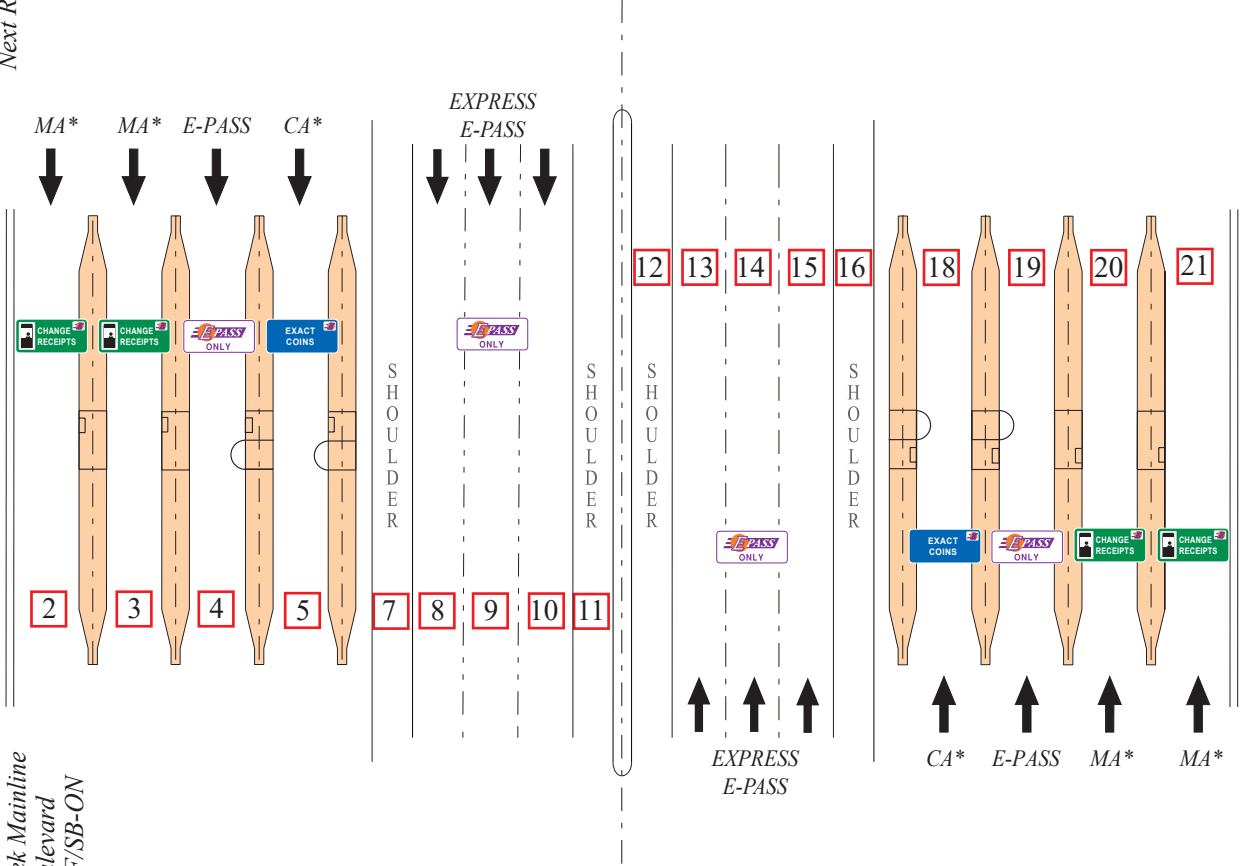 Next R
EXPRESS
E-PASS
MA*
MA*
E-PASS
CA*
12
13
14
15
16
18
19
20
21
CHANGE
RECEIPTS
CHANGE
RECEIPTS
E-PASS
ONLY
EXACT
COINS
E-PASS
ONLY
SHOULDER
SHOULDER
SHOULDER
SHOULDER
E-PASS
ONLY
EXACT
COINS
E-PASS
ONLY
CHANGE
RECEIPTS
CHANGE
RECEIPTS
2
3
4
5
7
8
9
10
11
EXPRESS
E-PASS
CA*
E-PASS
MA*
MA*
ek Mainline
levard
F/SB-ON